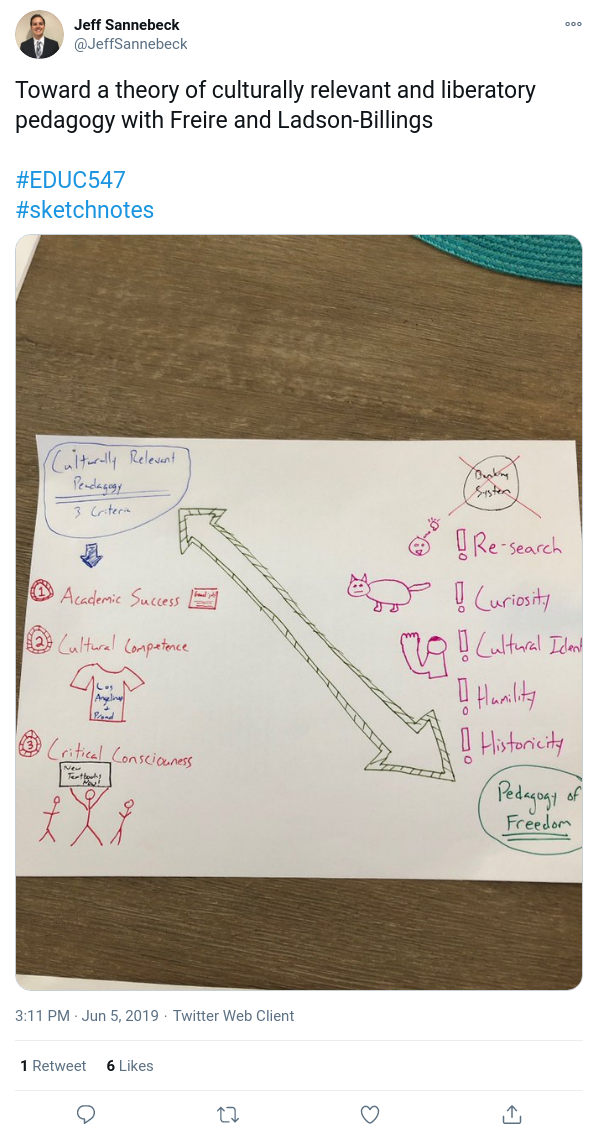 Jeff Sannebeck
@JeffSannebeck
Toward a theory of culturally relevant and liberatory
pedagogy with Freire and Ladson-Billings
#EDUC547
#sketchnotes
Culturally Relevant
Pedagogy
3 Criteria
1 Academic Success
2 Cultural Competence
Los
Angelino
&
Proud
3 Critical Consciousness
New
Textbooks
Now!
Banking
System
! Re-search
! Curiosity
! Cultural Iden
! Humility
! Historicity
Pedagogy of
Freedom
3:11 PM · Jun 5, 2019 · Twitter Web Client
1 Retweet 6 Likes